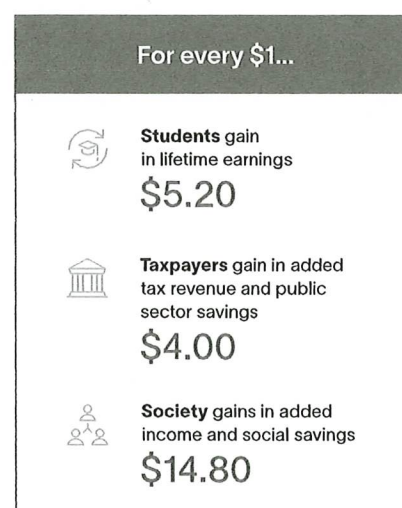 For every $1...
Students gain
in lifetime earnings
$5.20
Taxpayers gain in added
tax revenue and public
sector savings
$4.00
Society gains in added
income and social savings
$14.80